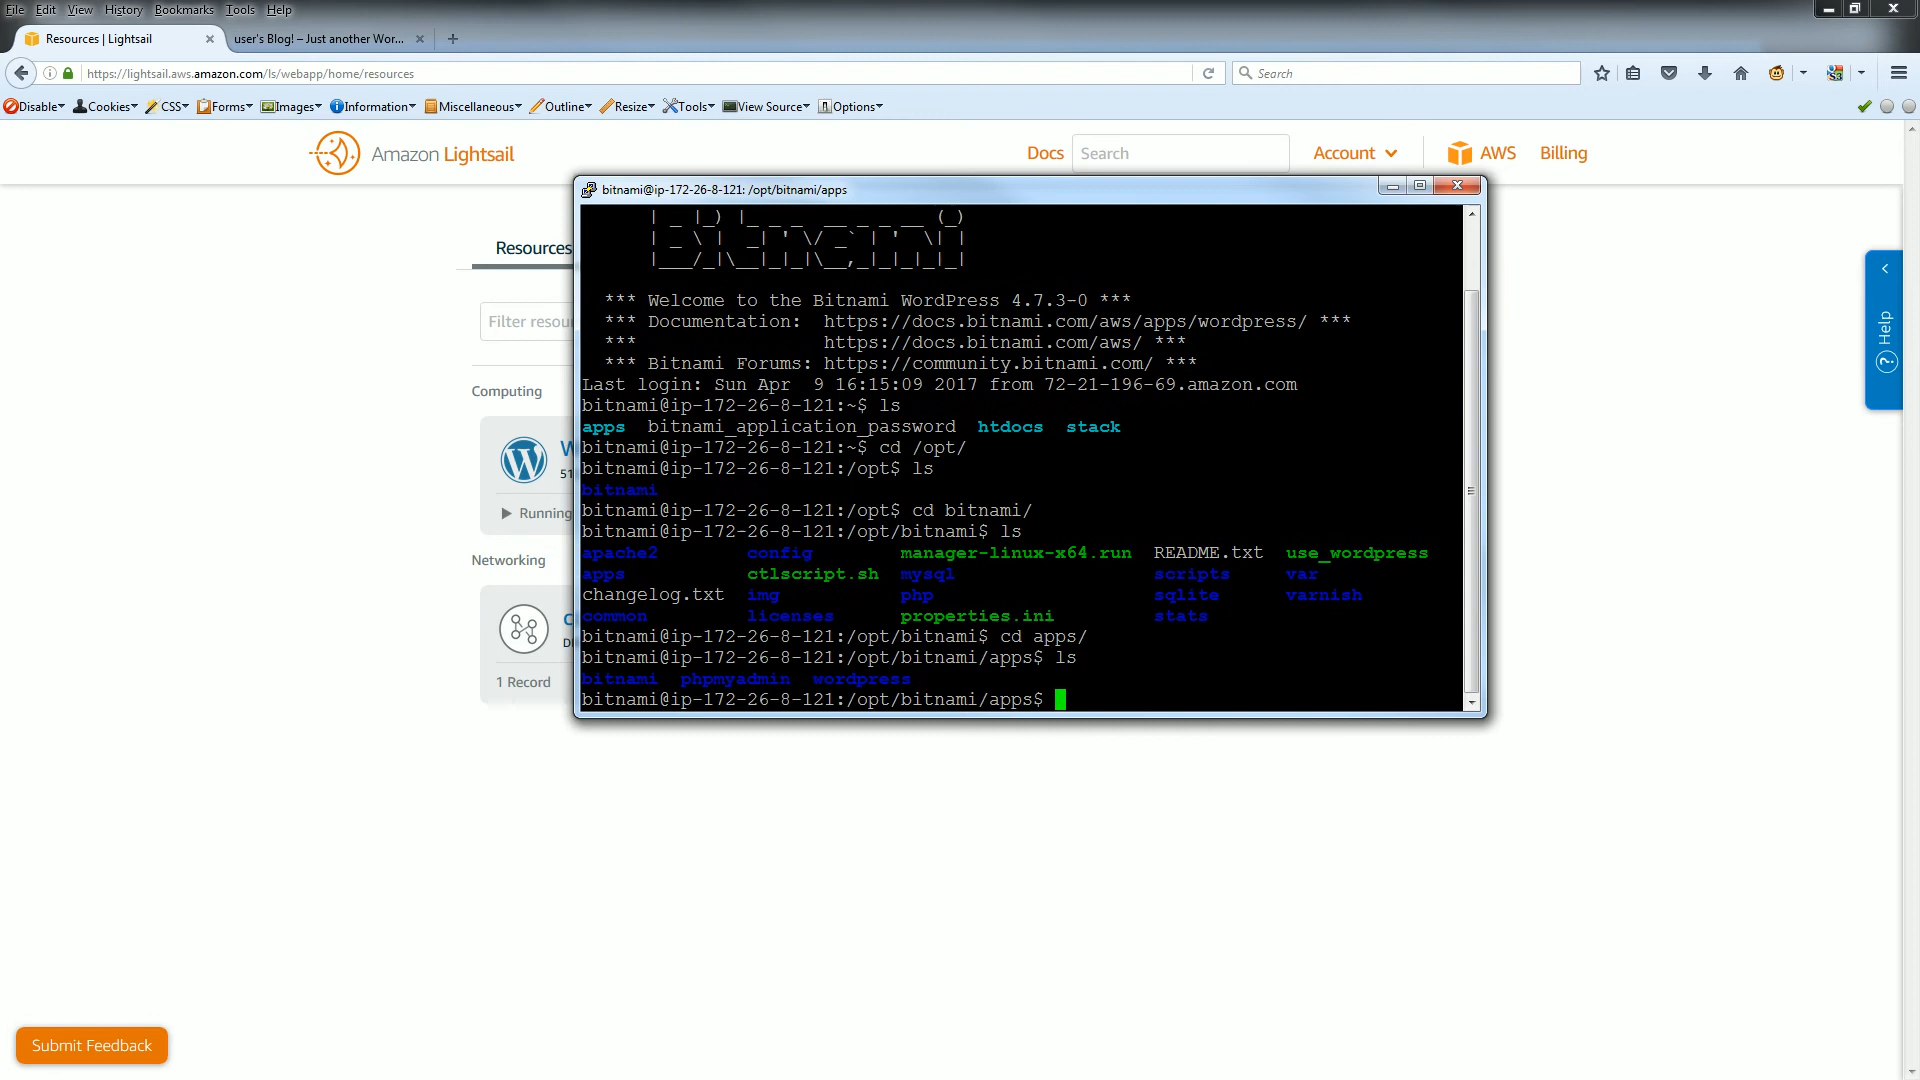 File Edit View History Bookmarks Tools Help
Resources | Lightsail
user's Blog! – Just another Wor...
https://lightsail.aws.amazon.com/ls/webapp/home/resources
Search
Disable Cookies CSS Forms Images Information Miscellaneous Outline Resize Tools View Source Options
Amazon Lightsail
Docs
Search
Account
AWS
Billing
Resources
Filter resou
Computing
W
51
Running
Networking
C
D
1 Record
bitnami@ip-172-26-8-121: /opt/bitnami/apps
Bitnami
*** Welcome to the Bitnami WordPress 4.7.3-0 ***
*** Documentation: https://docs.bitnami.com/aws/apps/wordpress/ ***
*** https://docs.bitnami.com/aws/ ***
*** Bitnami Forums: https://community.bitnami.com/ ***
Last login: Sun Apr 9 16:15:09 2017 from 72-21-196-69.amazon.com
bitnami@ip-172-26-8-121:~$ ls
apps bitnami_application_password htdocs stack
bitnami@ip-172-26-8-121:~$ cd /opt/
bitnami@ip-172-26-8-121:/opt$ ls
bitnami
bitnami@ip-172-26-8-121:/opt$ cd bitnami/
bitnami@ip-172-26-8-121:/opt/bitnami$ ls
apache2 config manager-linux-x64.run README.txt use_wordpress
apps ctlscript.sh mysql scripts var
changelog.txt img php sqlite varnish
common licenses properties.ini stats
bitnami@ip-172-26-8-121:/opt/bitnami$ cd apps/
bitnami@ip-172-26-8-121:/opt/bitnami/apps$ ls
bitnami phpmyadmin wordpress
bitnami@ip-172-26-8-121:/opt/bitnami/apps$
Help
Submit Feedback